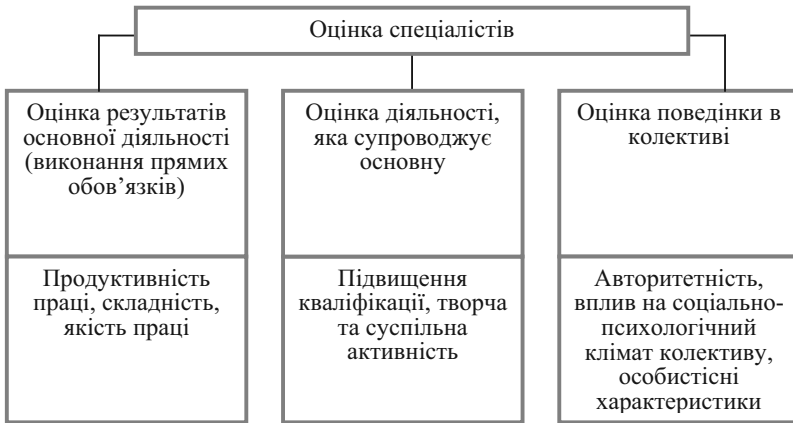 Оцінка спеціалістів
Оцінка результатів
основної діяльності
(виконання прямих
обов’язків)
Оцінка діяльності,
яка супроводжує
основну
Оцінка поведінки в
колективі
Продуктивність
праці, складність,
якість праці
Підвищення
кваліфікації, творча
та суспільна
активність
Авторитетність,
вплив на соціально-
психологічний
клімат колективу,
особистісні
характеристики